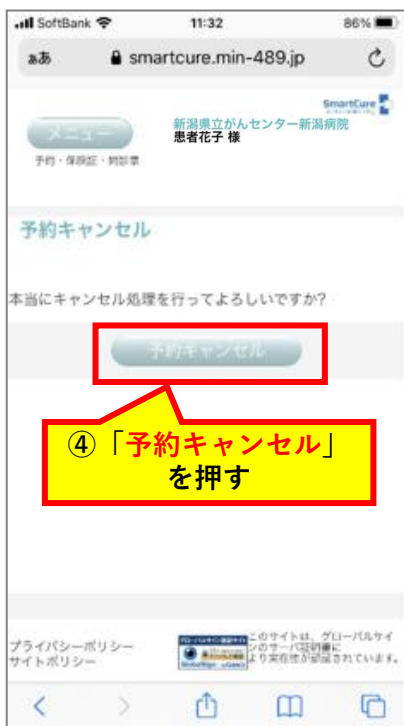 SoftBank 11:32 86%
ぁあ smartcure.min-489.jp
SmartCure
メニュー
新潟県立がんセンター新潟病院
患者花子 様
予約・保険証・問診票
予約キャンセル
本当にキャンセル処理を行ってよろしいですか?
予約キャンセル
④「予約キャンセル」
を押す
プライバシーポリシー
サイトポリシー
このサイトは、グローバルサイ
ンのサーバ証明書に
より実在性が認証されています。
GlobalSign